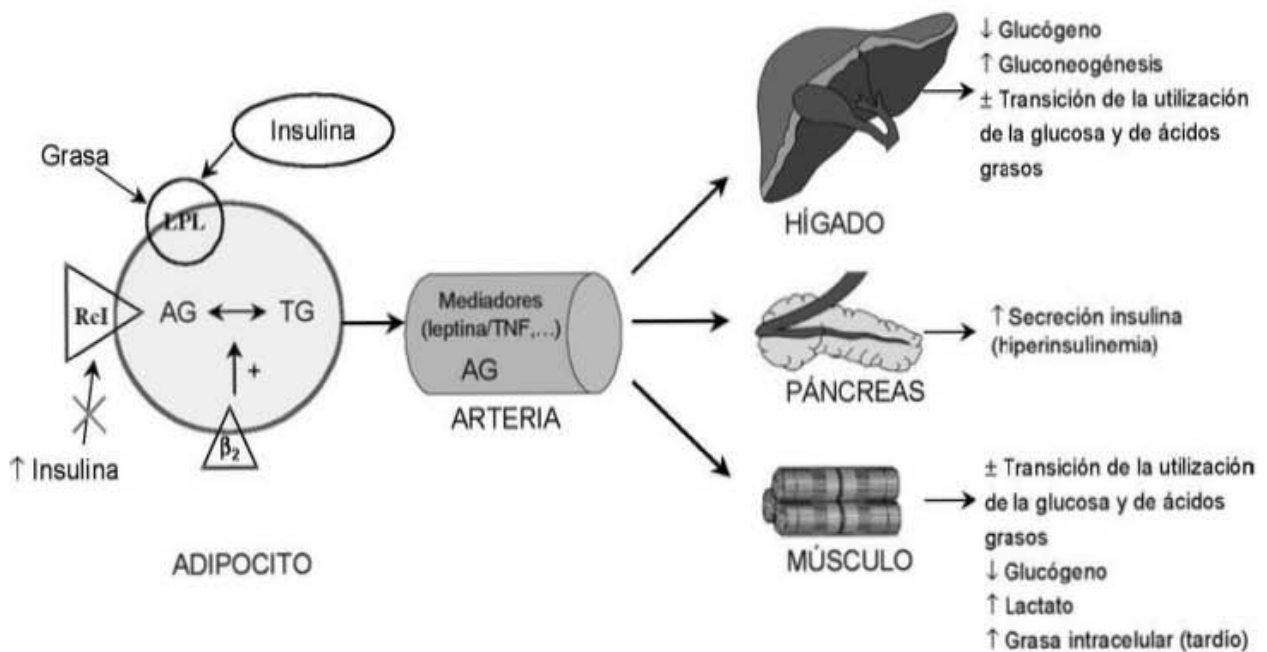 Insulina
Grasa
LPL
RcI
AG ↔ TG
+
β₂
↑ Insulina
ADIPOCITO
Mediadores
(leptina/TNF,...)
AG
ARTERIA
HÍGADO
↓ Glucógeno
↑ Gluconeogénesis
± Transición de la utilización
de la glucosa y de ácidos
grasos
PÁNCREAS
↑ Secreción insulina
(hiperinsulinemia)
MÚSCULO
± Transición de la utilización
de la glucosa y de ácidos
grasos
↓ Glucógeno
↑ Lactato
↑ Grasa intracelular (tardío)